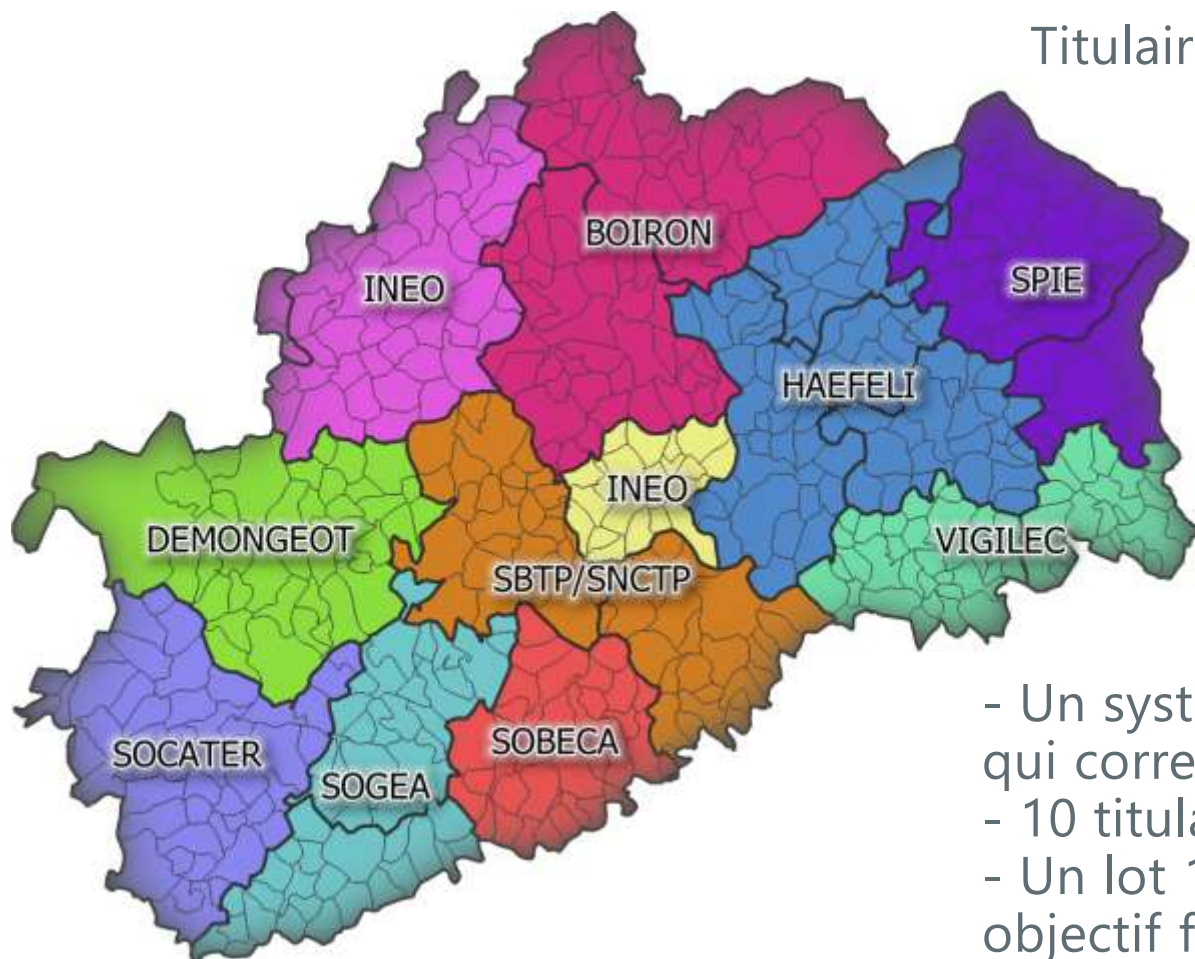 Titulair
BOIRON
INEO
SPIE
HAEFELI
INEO
DEMONGEOT
VIGILEC
SBTP/SNCTP
SOCATER
SOBECA
SOGEA
- Un syst
qui corre
- 10 titula
- Un lot 1
objectif f